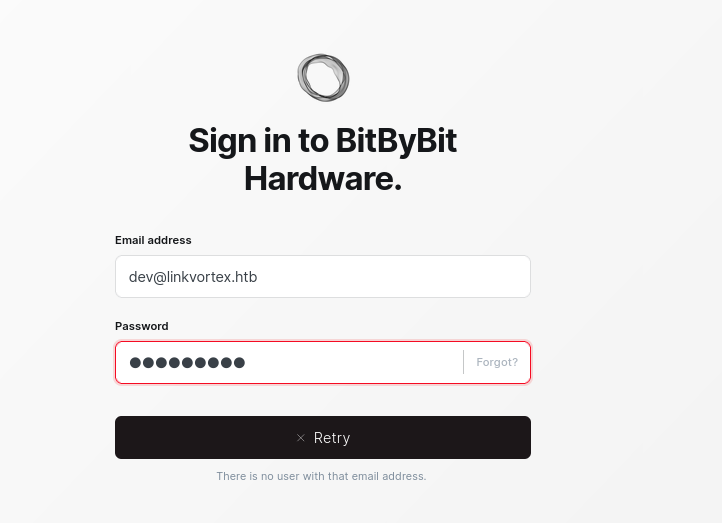 Sign in to BitByBit
Hardware.
Email address
dev@linkvortex.htb
Password
●●●●●●●●●
Forgot?
× Retry
There is no user with that email address.